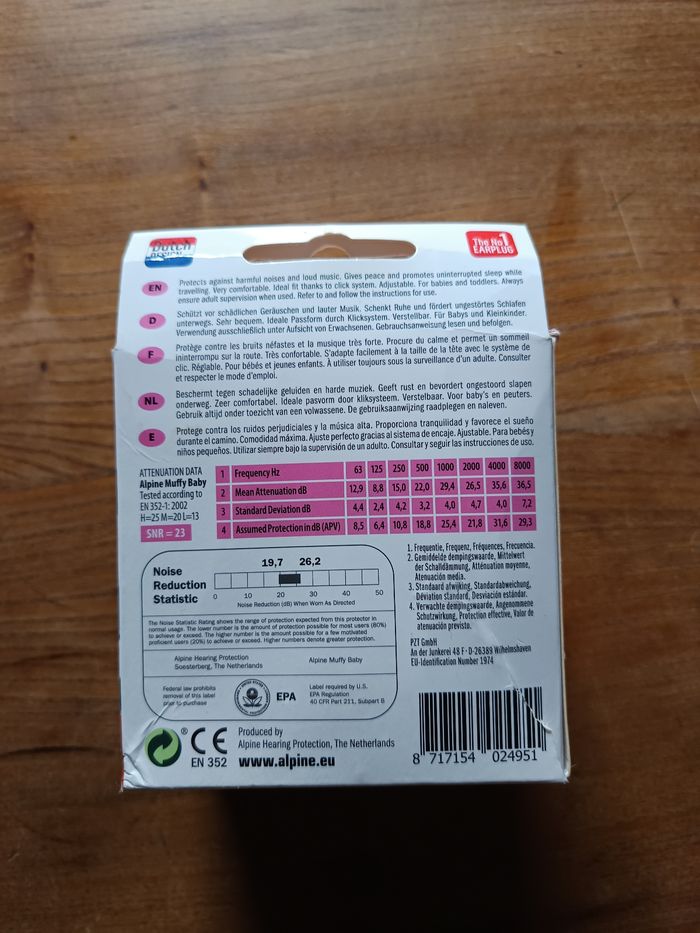 Dutch
DESIGN
The No 1
EARPLUG
EN Protects against harmful noises and loud music. Gives peace and promotes uninterrupted sleep while
travelling. Very comfortable. Ideal fit thanks to click system. Adjustable. For babies and toddlers. Always
ensure adult supervision when used. Refer to and follow the instructions for use.
D Schützt vor schädlichen Geräuschen und lauter Musik. Schenkt Ruhe und fördert ungestörtes Schlafen
unterwegs. Sehr bequem. Ideale Passform durch Klicksystem. Verstellbar. Für Babys und Kleinkinder.
Verwendung ausschließlich unter Aufsicht von Erwachsenen. Gebrauchsanweisung lesen und befolgen.
F Protège contre les bruits néfastes et la musique très forte. Procure du calme et permet un sommeil
ininterrompu sur la route. Très confortable. S'adapte facilement à la taille de la tête avec le système de
clic. Réglable. Pour bébés et jeunes enfants. À utiliser toujours sous la surveillance d'un adulte. Consulter
et respecter le mode d'emploi.
NL Beschermt tegen schadelijke geluiden en harde muziek. Geeft rust en bevordert ongestoord slapen
onderweg. Zeer comfortabel. Ideale pasvorm door kliksysteem. Verstelbaar. Voor baby's en peuters.
Gebruik altijd onder toezicht van een volwassene. De gebruiksaanwijzing raadplegen en naleven.
E Protege contra los ruidos perjudiciales y la música alta. Proporciona tranquilidad y favorece el sueño
durante el camino. Comodidad máxima. Ajuste perfecto gracias al sistema de encaje. Ajustable. Para bebés y
niños pequeños. Utilizar siempre bajo la supervisión de un adulto. Consultar y seguir las instrucciones de uso.
ATTENUATION DATA
Alpine Muffy Baby
Tested according to
EN 352-1: 2002
H=25 M=20 L=13
SNR = 23
1 Frequency Hz 63 125 250 500 1000 2000 4000 8000
2 Mean Attenuation dB 12,9 8,8 15,0 22,0 29,4 26,5 35,6 36,5
3 Standard Deviation dB 4,4 2,4 4,2 3,2 4,0 4,7 4,0 7,2
4 Assumed Protection in dB (APV) 8,5 6,4 10,8 18,8 25,4 21,8 31,6 29,3
Noise
Reduction
Statistic
19,7 26,2
0 10 20 30 40 50
Noise Reduction (dB) When Worn As Directed
The Noise Statistic Rating shows the range of protection expected from this protector in
normal usage. The lower number is the amount of protection possible for most users (80%)
to achieve or exceed. The higher number is the amount possible for a few motivated
proficient users (20%) to achieve or exceed. Higher numbers denote greater protection.
Alpine Hearing Protection
Soesterberg, The Netherlands
Alpine Muffy Baby
Federal law prohibits
removal of this label
prior to purchase
EPA
Label required by U.S.
EPA Regulation
40 CFR Part 211, Subpart B
1. Frequentie, Frequenz, Fréquences, Frecuencia.
2. Gemiddelde dempingswaarde, Mittelwert
der Schalldämmung, Atténuation moyenne,
Atenuación media.
3. Standaard afwijking, Standardabweichung,
Déviation standard, Desviación estándar.
4. Verwachte dempingswaarde, Angenommene
Schutzwirkung, Protection effective, Valor de
atenuación previsto.
PZT GmbH
An der Junkerei 48 F · D-26389 Wilhelmshaven
EU-Identification Number 1974
® CE
EN 352
Produced by
Alpine Hearing Protection, The Netherlands
www.alpine.eu
8 717154 024951